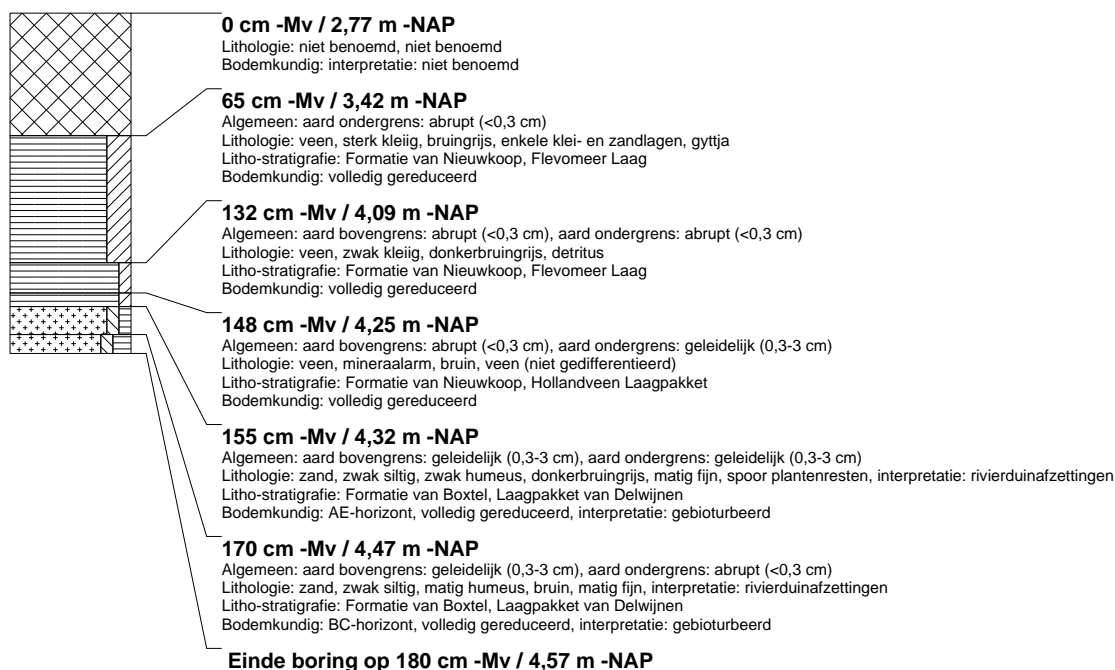 0 cm -Mv / 2,77 m -NAP
Lithologie: niet benoemd, niet benoemd
Bodemkundig: interpretatie: niet benoemd
65 cm -Mv / 3,42 m -NAP
Algemeen: aard ondergrens: abrupt (<0,3 cm)
Lithologie: veen, sterk kleiig, bruingrijs, enkele klei- en zandlagen, gyttja
Litho-stratigrafie: Formatie van Nieuwkoop, Flevomeer Laag
Bodemkundig: volledig gereduceerd
132 cm -Mv / 4,09 m -NAP
Algemeen: aard bovengrens: abrupt (<0,3 cm), aard ondergrens: abrupt (<0,3 cm)
Lithologie: veen, zwak kleiig, donkerbruingrijs, detritus
Litho-stratigrafie: Formatie van Nieuwkoop, Flevomeer Laag
Bodemkundig: volledig gereduceerd
148 cm -Mv / 4,25 m -NAP
Algemeen: aard bovengrens: abrupt (<0,3 cm), aard ondergrens: geleidelijk (0,3-3 cm)
Lithologie: veen, mineraalarm, bruin, veen (niet gedifferentieerd)
Litho-stratigrafie: Formatie van Nieuwkoop, Hollandveen Laagpakket
Bodemkundig: volledig gereduceerd
155 cm -Mv / 4,32 m -NAP
Algemeen: aard bovengrens: geleidelijk (0,3-3 cm), aard ondergrens: geleidelijk (0,3-3 cm)
Lithologie: zand, zwak siltig, zwak humeus, donkerbruingrijs, matig fijn, spoor plantenresten, interpretatie: rivierduinafzettingen
Litho-stratigrafie: Formatie van Boxtel, Laagpakket van Delwijnen
Bodemkundig: AE-horizont, volledig gereduceerd, interpretatie: gebioturbeerd
170 cm -Mv / 4,47 m -NAP
Algemeen: aard bovengrens: geleidelijk (0,3-3 cm), aard ondergrens: abrupt (<0,3 cm)
Lithologie: zand, zwak siltig, matig humeus, bruin, matig fijn, interpretatie: rivierduinafzettingen
Litho-stratigrafie: Formatie van Boxtel, Laagpakket van Delwijnen
Bodemkundig: BC-horizont, volledig gereduceerd, interpretatie: gebioturbeerd
Einde boring op 180 cm -Mv / 4,57 m -NAP